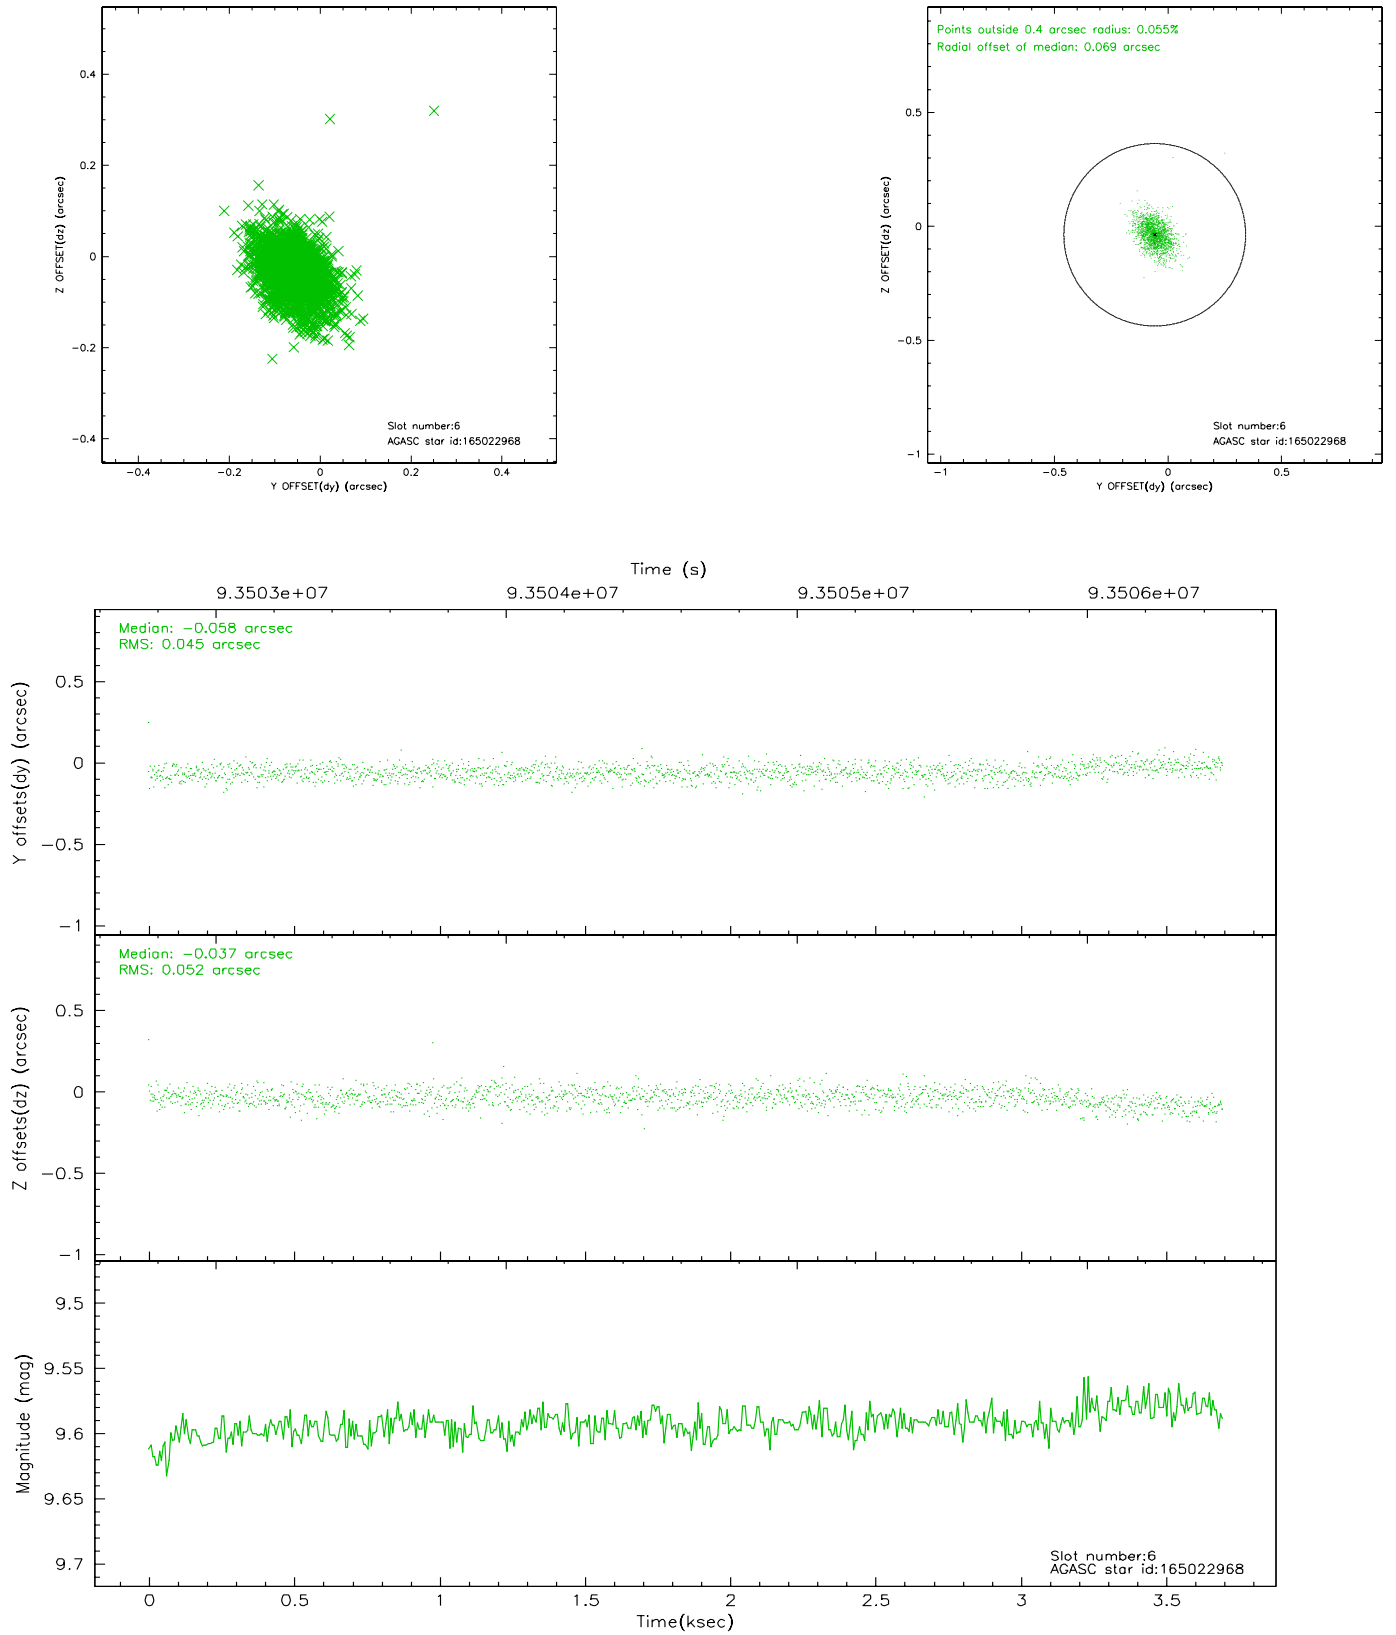 0.4
0.2
0
−0.2
−0.4
Z OFFSET(dz) (arcsec)
Slot number:6
AGASC star id:165022968
−0.4 −0.2 0 0.2 0.4
Y OFFSET(dy) (arcsec)
Points outside 0.4 arcsec radius: 0.055%
Radial offset of median: 0.069 arcsec
0.5
0
−0.5
−1
Z OFFSET(dz) (arcsec)
Slot number:6
AGASC star id:165022968
−1 −0.5 0 0.5
Y OFFSET(dy) (arcsec)
Time (s)
9.3503e+07 9.3504e+07 9.3505e+07 9.3506e+07
Median: −0.058 arcsec
RMS: 0.045 arcsec
0.5
0
−0.5
−1
Y offsets(dy) (arcsec)
Median: −0.037 arcsec
RMS: 0.052 arcsec
0.5
0
−0.5
−1
Z offsets(dz) (arcsec)
9.5
9.55
9.6
9.65
9.7
Magnitude (mag)
Slot number:6
AGASC star id:165022968
0 0.5 1 1.5 2 2.5 3 3.5
Time(ksec)